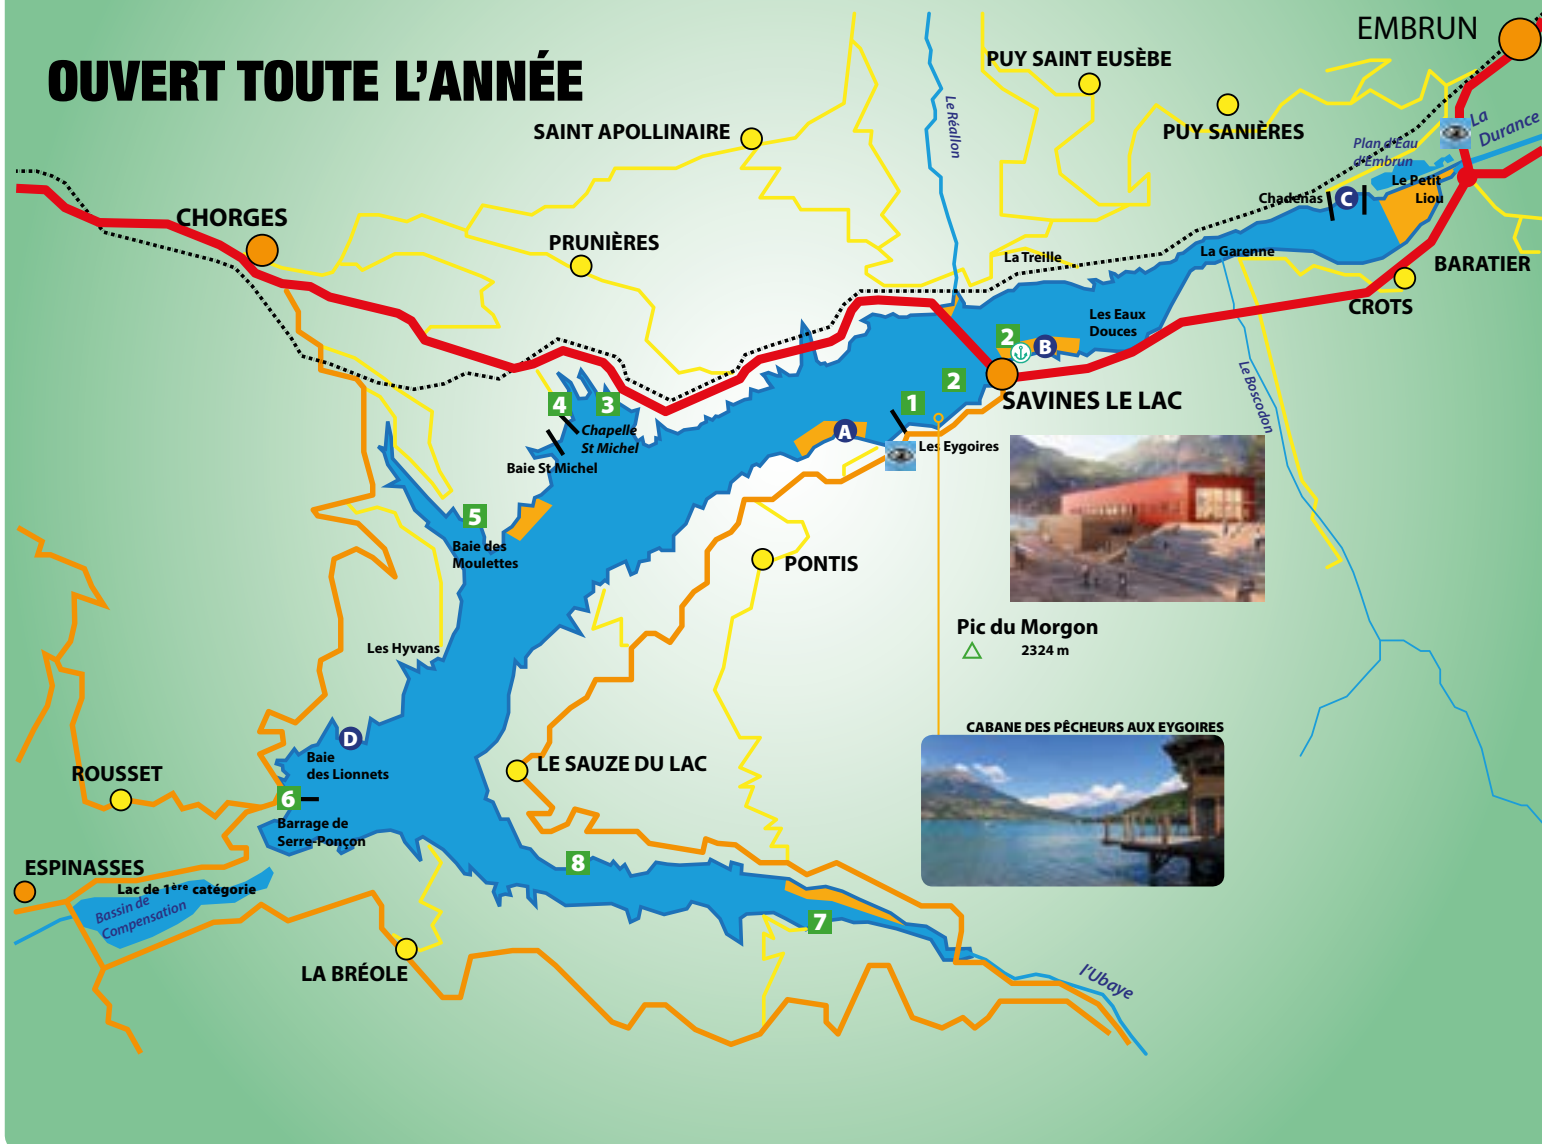 EMBRUN
OUVERT TOUTE L'ANNÉE
PUY SAINT EUSÈBE
SAINT APOLLINAIRE
Le Réallon
PUY SANIÈRES
La
Durance
Plan d'Eau
d'Embrun
Le Petit
Liou
Chadenas
C
CHORGES
PRUNIÈRES
La Treille
La Garenne
BARATIER
CROTS
Les Eaux
Douces
2
B
2
SAVINES LE LAC
1
A
Les Eygoires
Le Boscodon
4
3
Chapelle
St Michel
Baie St Michel
5
Baie des
Moulettes
PONTIS
Pic du Morgon
2324 m
Les Hyvans
CABANE DES PÊCHEURS AUX EYGOIRES
D
Baie
des Lionnets
LE SAUZE DU LAC
ROUSSET
6
Barrage de
Serre-Ponçon
ESPINASSES
Lac de 1ère catégorie
Bassin de
Compensation
8
7
LA BRÉOLE
l'Ubaye